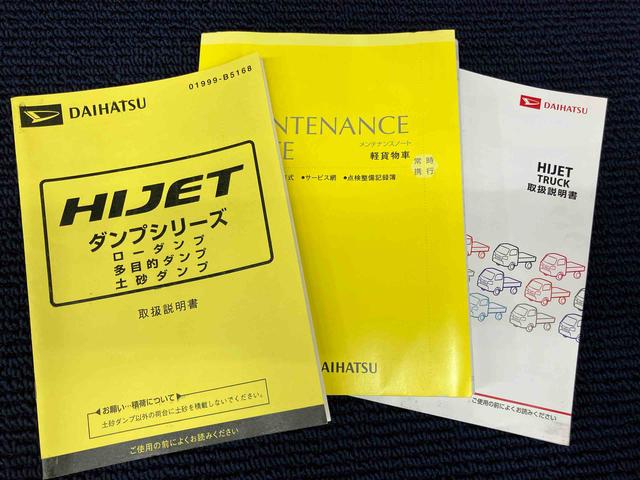 01999-B5168
DAIHATSU
HIJET
ダンプシリーズ
ローダンプ
多目的ダンプ
土砂ダンプ
取扱説明書
お願い…積荷について
土砂ダンプ以外の荷台に土砂を積載しないでください。
ご使用の前によくお読みください
NTENANCE
TE
メンテナンスノート
軽貨物車
常時
携行
式 •サービス網 •点検整備記録簿
AIHATSU
DAIHATSU
HIJET
TRUCK
取扱説明書
ご使用の前によくお読みください